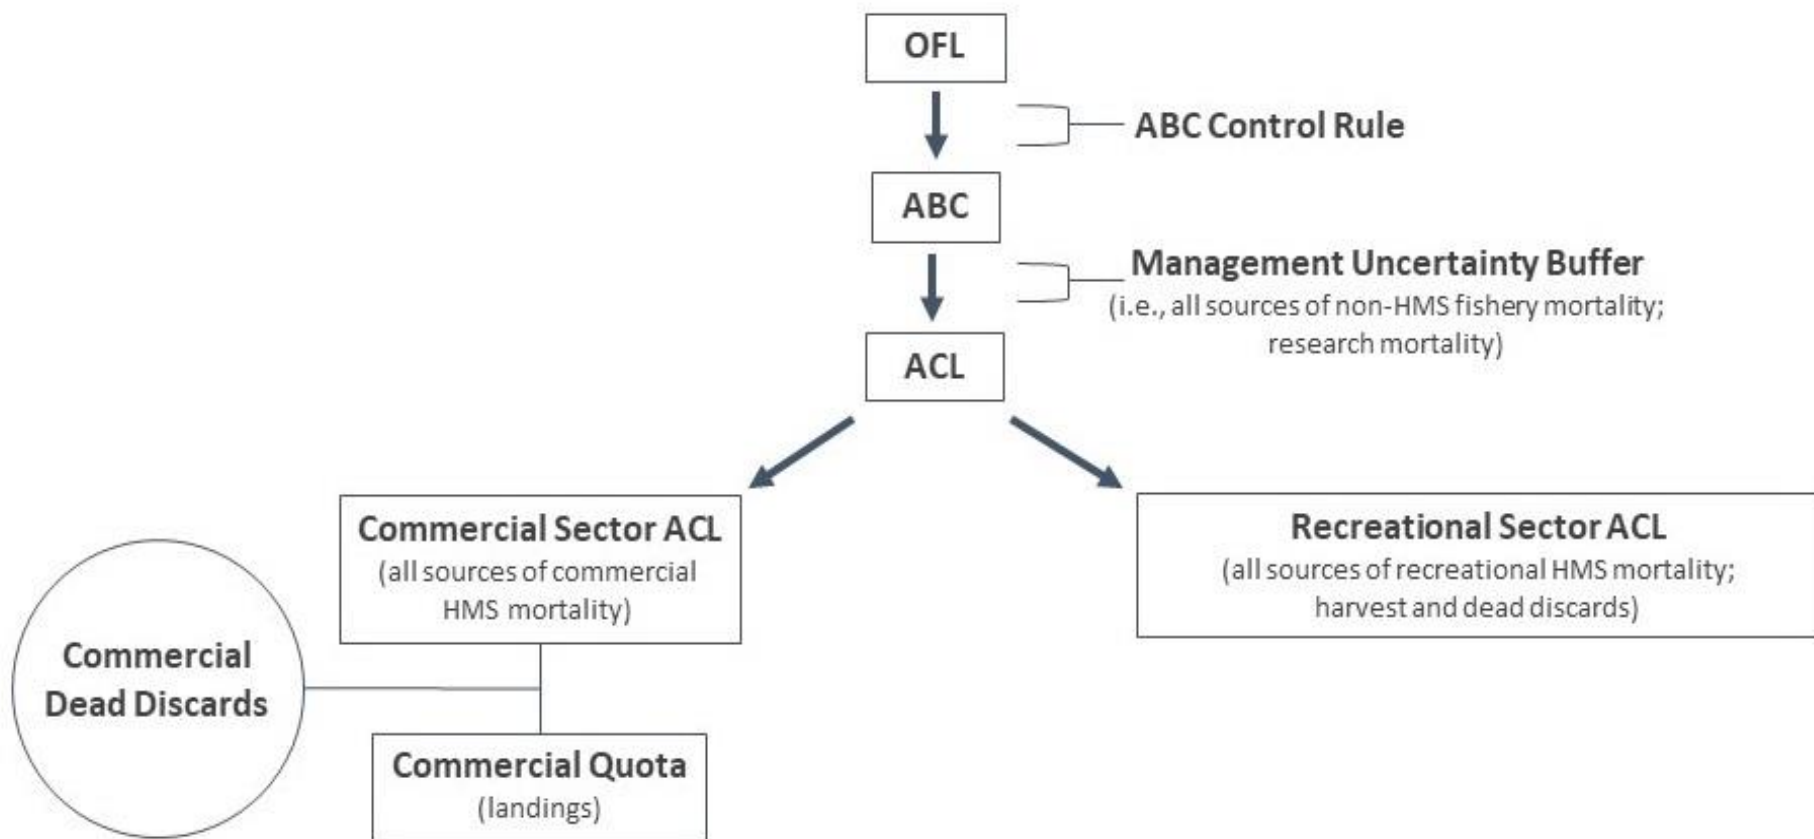 OFL
ABC Control Rule
ABC
Management Uncertainty Buffer
(i.e., all sources of non-HMS fishery mortality;
research mortality)
ACL
Commercial Sector ACL
(all sources of commercial
HMS mortality)
Recreational Sector ACL
(all sources of recreational HMS mortality;
harvest and dead discards)
Commercial
Dead Discards
Commercial Quota
(landings)